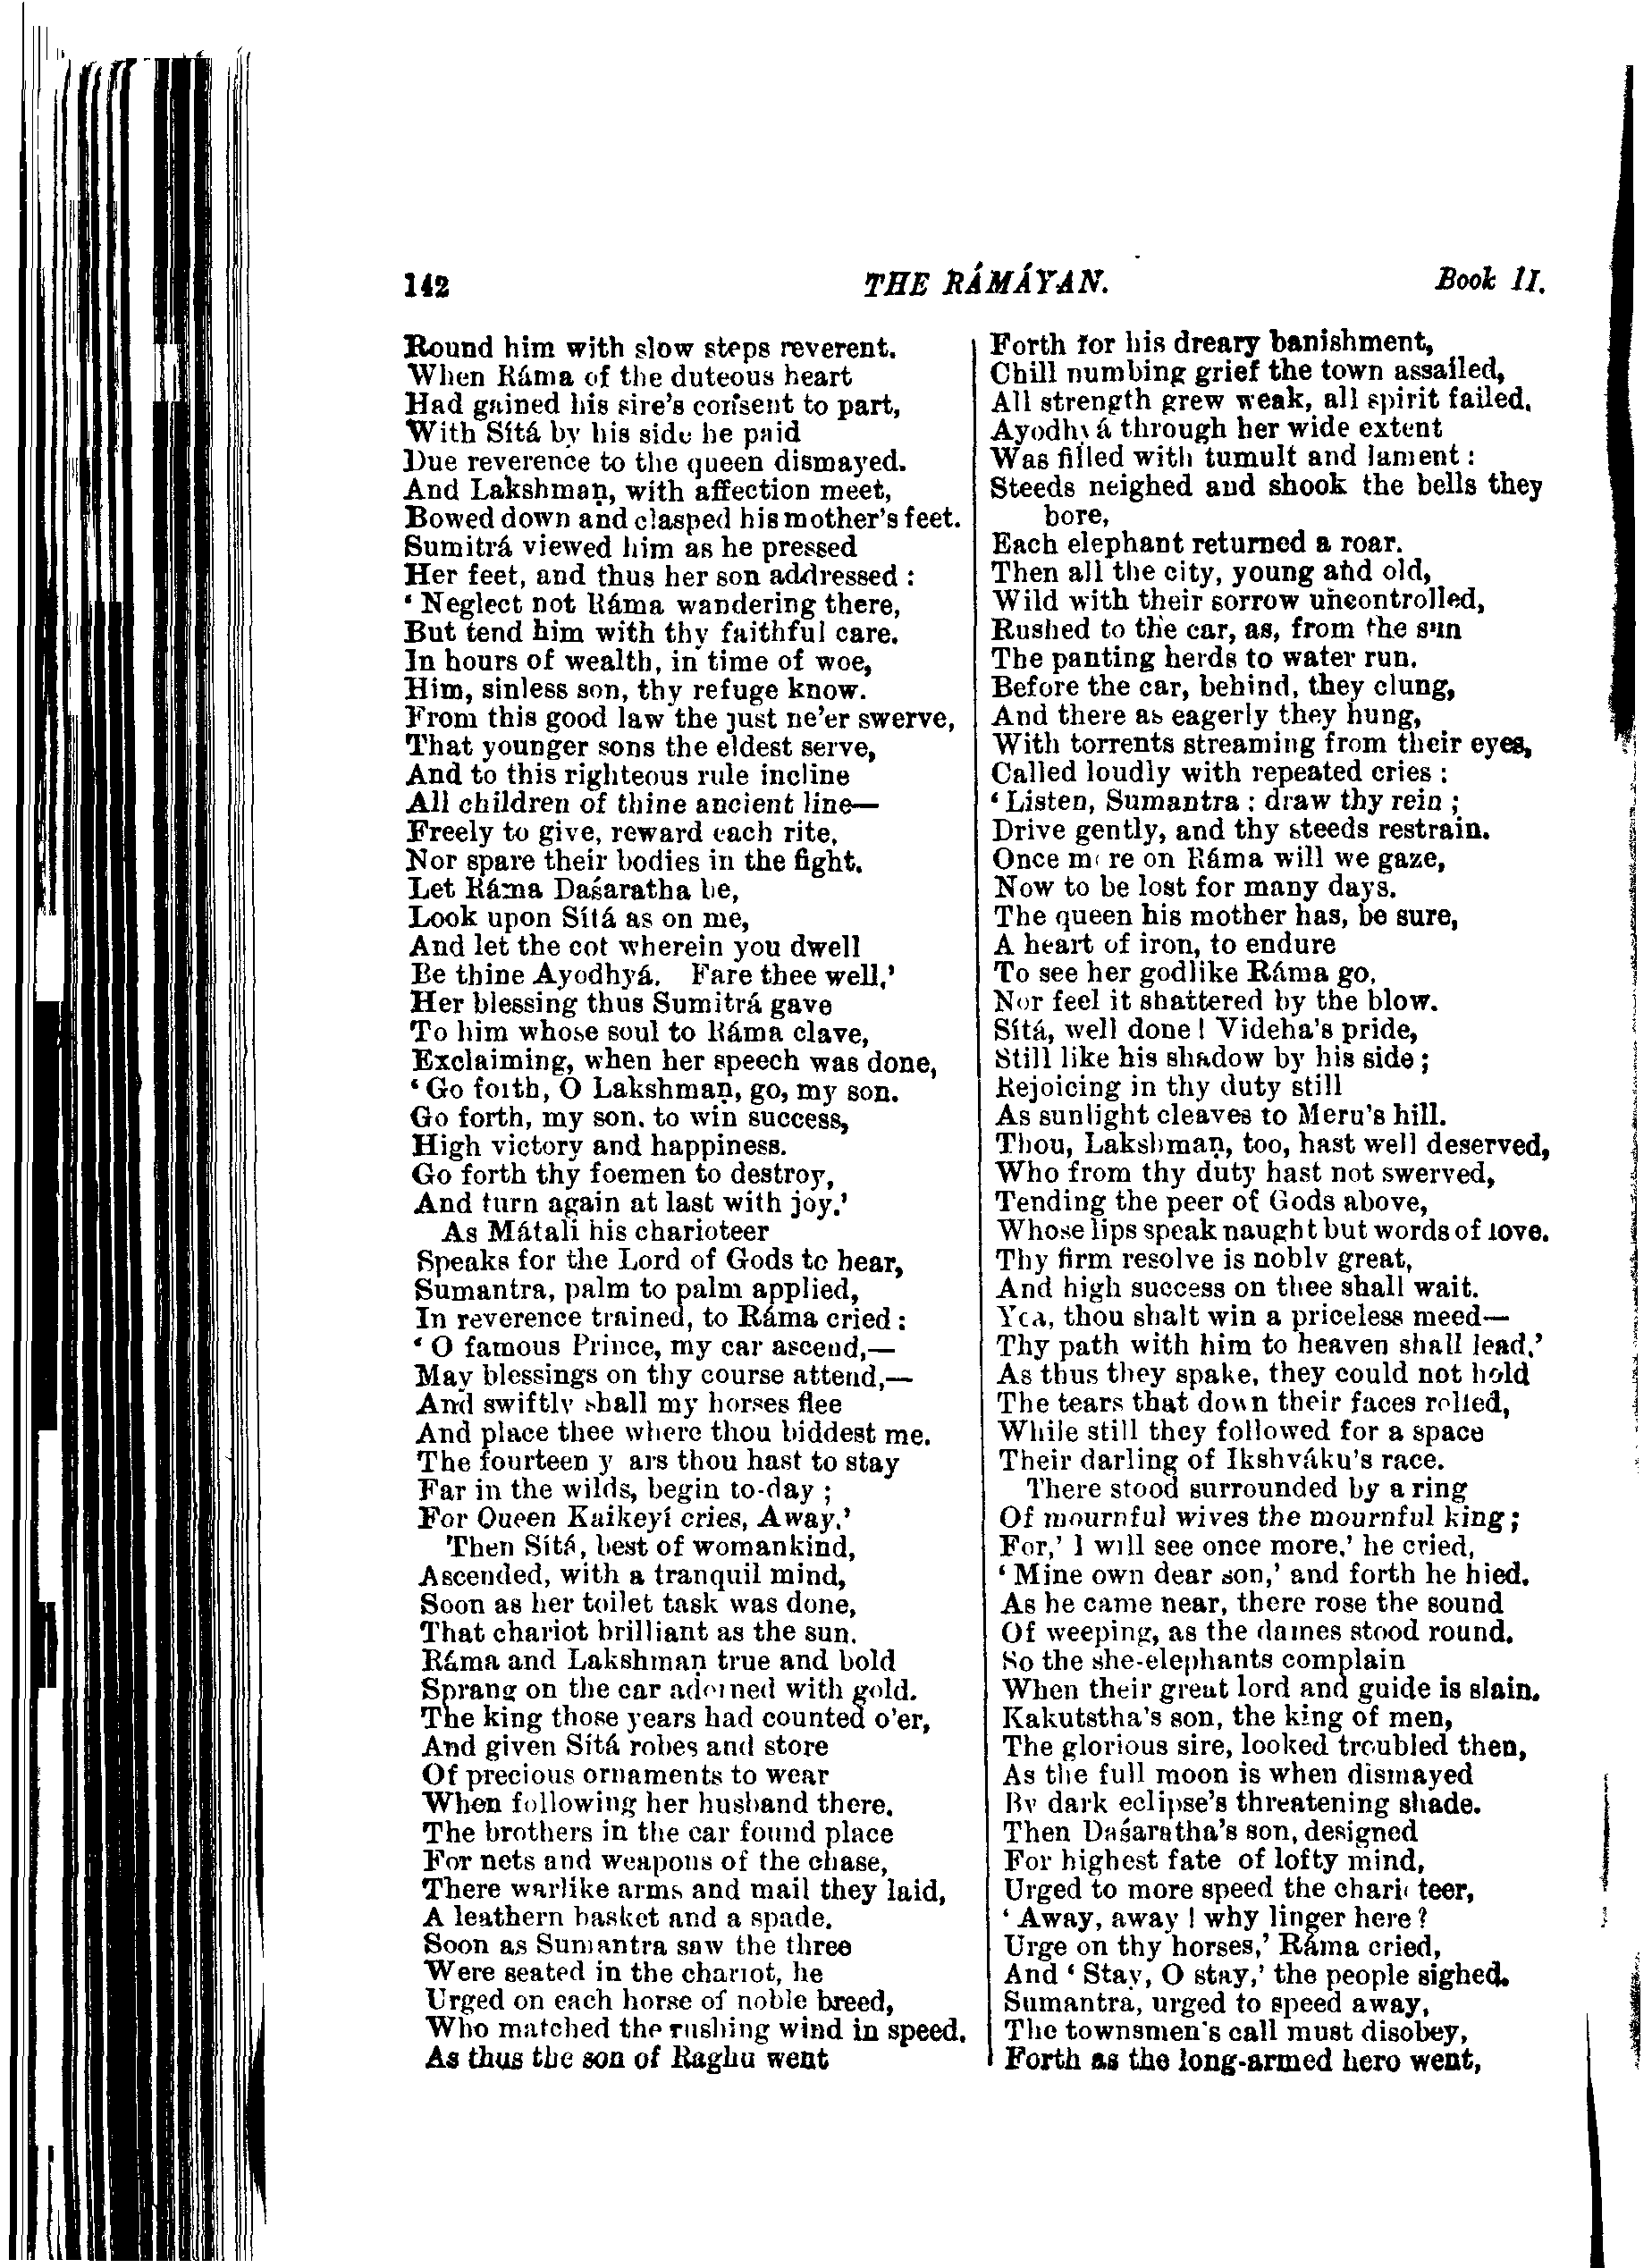 142 THE RÁMÁYAN. Book II.
Round him with slow steps reverent.
When Ráma of the duteous heart
Had gained his sire's consent to part,
With Sítá by his side he paid
Due reverence to the queen dismayed.
And Lakshmaṇ, with affection meet,
Bowed down and clasped his mother's feet.
Sumitrá viewed him as he pressed
Her feet, and thus her son addressed :
‘ Neglect not Ráma wandering there,
But tend him with thy faithful care.
In hours of wealth, in time of woe,
Him, sinless son, thy refuge know.
From this good law the just ne'er swerve,
That younger sons the eldest serve,
And to this righteous rule incline
All children of thine ancient line—
Freely to give, reward each rite,
Nor spare their bodies in the fight.
Let Ráma Daśaratha be,
Look upon Sítá as on me,
And let the cot wherein you dwell
Be thine Ayodhyá. Fare thee well.’
Her blessing thus Sumitrá gave
To him whose soul to Ráma clave,
Exclaiming, when her speech was done,
‘ Go forth, O Lakshmaṇ, go, my son.
Go forth, my son, to win success,
High victory and happiness.
Go forth thy foemen to destroy,
And turn again at last with joy.’
As Mátali his charioteer
Speaks for the Lord of Gods to hear,
Sumantra, palm to palm applied,
In reverence trained, to Ráma cried :
‘ O famous Prince, my car ascend,—
May blessings on thy course attend,—
And swiftly shall my horses flee
And place thee where thou biddest me.
The fourteen y ars thou hast to stay
Far in the wilds, begin to-day ;
For Queen Kaikeyí cries, Away.’
Then Sítá, best of womankind,
Ascended, with a tranquil mind,
Soon as her toilet task was done,
That chariot brilliant as the sun.
Ráma and Lakshmaṇ true and bold
Sprang on the car adorned with gold.
The king those years had counted o'er,
And given Sítá robes and store
Of precious ornaments to wear
When following her husband there.
The brothers in the car found place
For nets and weapons of the chase,
There warlike arms and mail they laid,
A leathern basket and a spade.
Soon as Sumantra saw the three
Were seated in the chariot, he
Urged on each horse of noble breed,
Who matched the rushing wind in speed.
As thus the son of Raghu went
Forth for his dreary banishment,
Chill numbing grief the town assailed,
All strength grew weak, all spirit failed.
Ayodhyá through her wide extent
Was filled with tumult and lament :
Steeds neighed and shook the bells they
bore,
Each elephant returned a roar.
Then all the city, young and old,
Wild with their sorrow uncontrolled,
Rushed to the car, as, from the sun
The panting herds to water run.
Before the car, behind, they clung,
And there as eagerly they hung,
With torrents streaming from their eyes,
Called loudly with repeated cries :
‘ Listen, Sumantra : draw thy rein ;
Drive gently, and thy steeds restrain.
Once more on Ráma will we gaze,
Now to be lost for many days.
The queen his mother has, be sure,
A heart of iron, to endure
To see her godlike Ráma go,
Nor feel it shattered by the blow.
Sítá, well done ! Videha's pride,
Still like his shadow by his side ;
Rejoicing in thy duty still
As sunlight cleaves to Meru's hill.
Thou, Lakshmaṇ, too, hast well deserved,
Who from thy duty hast not swerved,
Tending the peer of Gods above,
Whose lips speak naught but words of love.
Thy firm resolve is nobly great,
And high success on thee shall wait.
Yea, thou shalt win a priceless meed—
Thy path with him to heaven shall lead.’
As thus they spake, they could not hold
The tears that down their faces rolled,
While still they followed for a space
Their darling of Ikshváku's race.
There stood surrounded by a ring
Of mournful wives the mournful king ;
For,’ I will see once more,’ he cried,
‘ Mine own dear son,’ and forth he hied.
As he came near, there rose the sound
Of weeping, as the dames stood round.
So the she-elephants complain
When their great lord and guide is slain.
Kakutstha's son, the king of men,
The glorious sire, looked troubled then,
As the full moon is when dismayed
By dark eclipse's threatening shade.
Then Daśaratha's son, designed
For highest fate of lofty mind,
Urged to more speed the charioteer,
‘ Away, away ! why linger here ?
Urge on thy horses,’ Ráma cried,
And ‘ Stay, O stay,’ the people sighed.
Sumantra, urged to speed away,
The townsmen's call must disobey,
Forth as the long-armed hero went,